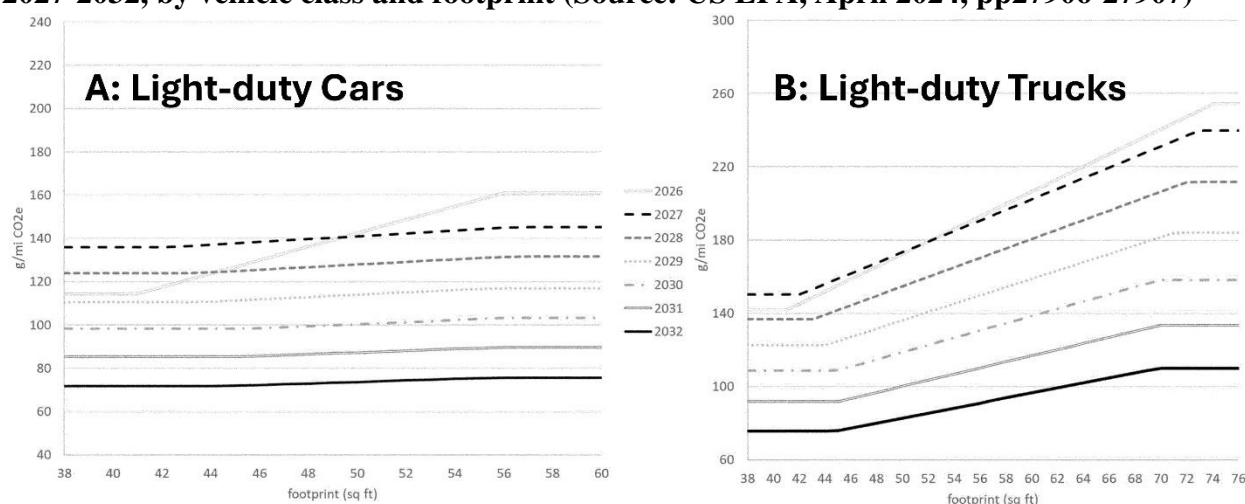 2027-2032, by vehicle class and footprint (Source: US EPA, April 2024, pp27906-27907)
A: Light-duty Cars
240
220
200
180
160
140
120
100
80
60
40
g/mi CO2e
38 40 42 44 46 48 50 52 54 56 58 60
footprint (sq ft)
2026
2027
2028
2029
2030
2031
2032
B: Light-duty Trucks
300
260
220
180
140
100
60
g/mi CO2e
38 40 42 44 46 48 50 52 54 56 58 60 62 64 66 68 70 72 74 76
footprint (sq ft)